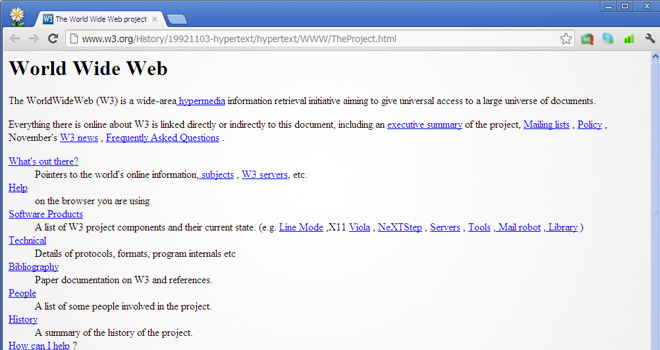 The World Wide Web project
www.w3.org/History/19921103-hypertext/hypertext/WWW/TheProject.html
World Wide Web
The WorldWideWeb (W3) is a wide-area hypermedia information retrieval initiative aiming to give universal access to a large universe of documents.
Everything there is online about W3 is linked directly or indirectly to this document, including an executive summary of the project, Mailing lists , Policy ,
November's W3 news , Frequently Asked Questions .
What's out there?
Pointers to the world's online information, subjects , W3 servers, etc.
Help
on the browser you are using
Software Products
A list of W3 project components and their current state. (e.g. Line Mode ,X11 Viola , NeXTStep , Servers , Tools , Mail robot , Library )
Technical
Details of protocols, formats, program internals etc
Bibliography
Paper documentation on W3 and references.
People
A list of some people involved in the project.
History
A summary of the history of the project.
How can I help ?